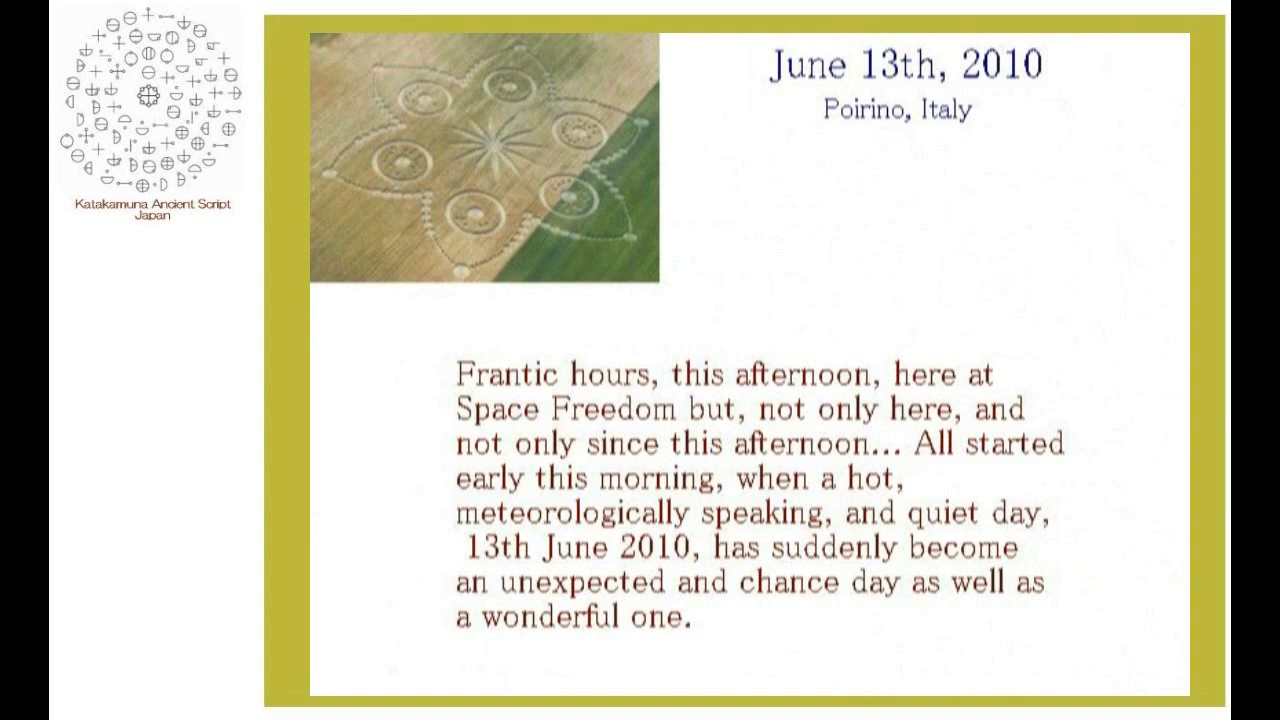 Katakamuna Ancient Script
Japan
June 13th, 2010
Poirino, Italy
Frantic hours, this afternoon, here at
Space Freedom but, not only here, and
not only since this afternoon... All started
early this morning, when a hot,
meteorologically speaking, and quiet day,
13th June 2010, has suddenly become
an unexpected and chance day as well as
a wonderful one.